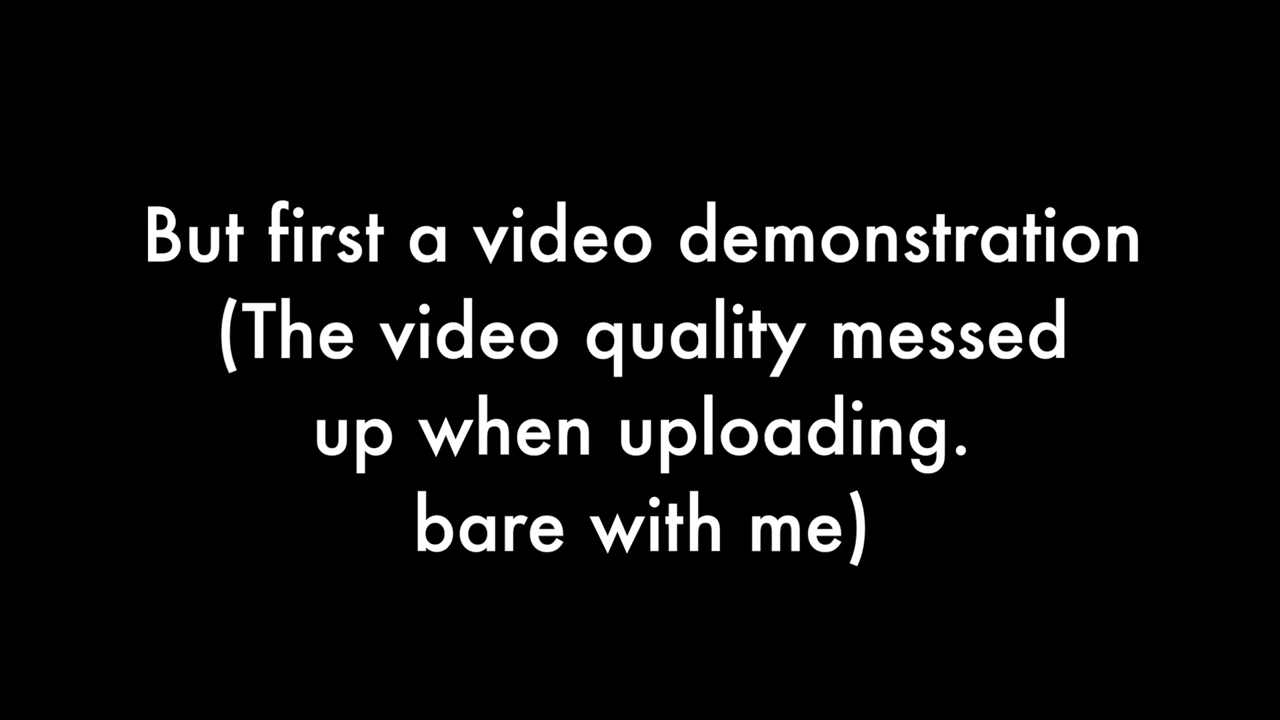 But first a video demonstration
(The video quality messed
up when uploading.
bare with me)